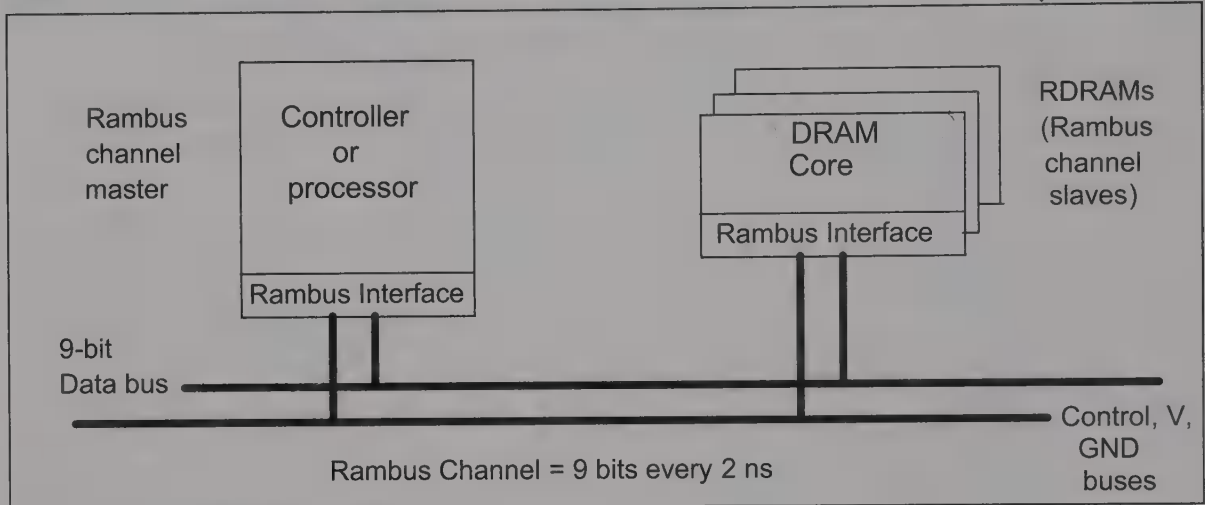 Rambus
channel
master
Controller
or
processor
Rambus Interface
DRAM
Core
Rambus Interface
RDRAMs
(Rambus
channel
slaves)
9-bit
Data bus
Control, V,
GND
buses
Rambus Channel = 9 bits every 2 ns